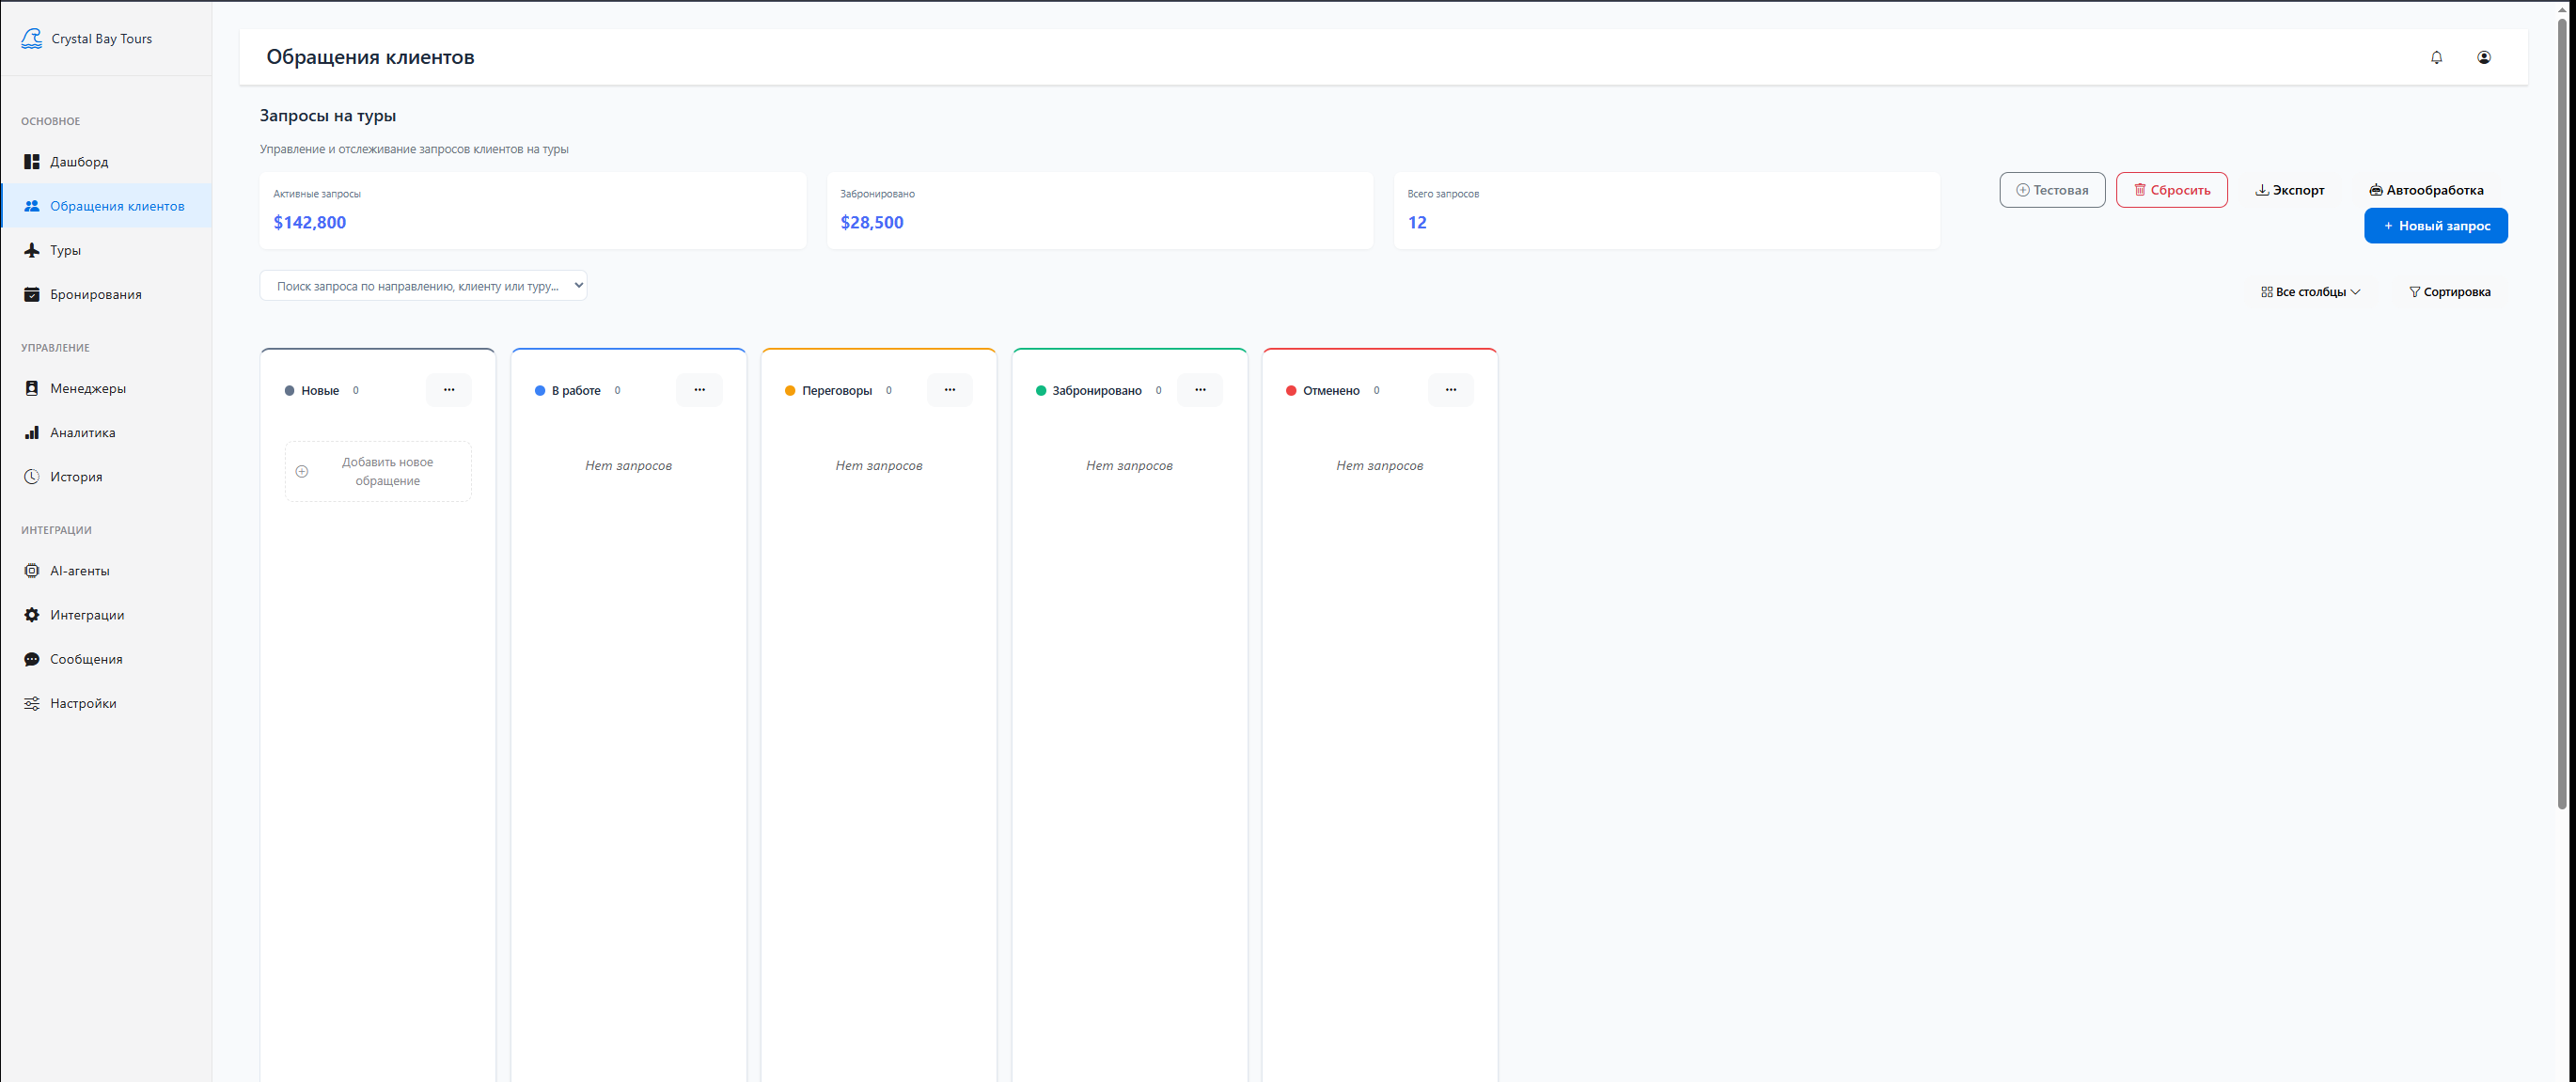 Crystal Bay Tours
ОСНОВНОЕ
Дашборд
Обращения клиентов
Туры
Бронирования
УПРАВЛЕНИЕ
Менеджеры
Аналитика
История
ИНТЕГРАЦИИ
AI-агенты
Интеграции
Сообщения
Настройки
Обращения клиентов
Запросы на туры
Управление и отслеживание запросов клиентов на туры
Активные запросы
$142,800
Забронировано
$28,500
Всего запросов
12
Тестовая
Сбросить
Экспорт
Автообработка
+ Новый запрос
Поиск запроса по направлению, клиенту или туру...
Все столбцы
Сортировка
Новые 0 ···
Добавить новое
обращение
В работе 0 ···
Нет запросов
Переговоры 0 ···
Нет запросов
Забронировано 0 ···
Нет запросов
Отменено 0 ···
Нет запросов